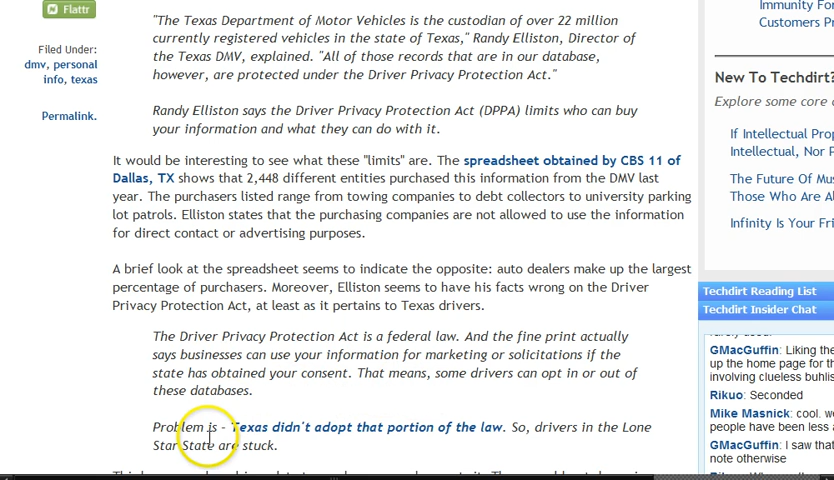 Flattr
Filed Under:
dmv, personal
info, texas
Permalink.
"The Texas Department of Motor Vehicles is the custodian of over 22 million
currently registered vehicles in the state of Texas," Randy Elliston, Director of
the Texas DMV, explained. "All of those records that are in our database,
however, are protected under the Driver Privacy Protection Act."
Randy Elliston says the Driver Privacy Protection Act (DPPA) limits who can buy
your information and what they can do with it.
It would be interesting to see what these "limits" are. The spreadsheet obtained by CBS 11 of
Dallas, TX shows that 2,448 different entities purchased this information from the DMV last
year. The purchasers listed range from towing companies to debt collectors to university parking
lot patrols. Elliston states that the purchasing companies are not allowed to use the information
for direct contact or advertising purposes.
A brief look at the spreadsheet seems to indicate the opposite: auto dealers make up the largest
percentage of purchasers. Moreover, Elliston seems to have his facts wrong on the Driver
Privacy Protection Act, at least as it pertains to Texas drivers.
The Driver Privacy Protection Act is a federal law. And the fine print actually
says businesses can use your information for marketing or solicitations if the
state has obtained your consent. That means, some drivers can opt in or out of
these databases.
Problem is - Texas didn't adopt that portion of the law. So, drivers in the Lone
Star State are stuck.
Immunity Fo
Customers P
New To Techdirt?
Explore some core
If Intellectual Pro
Intellectual, Nor P
The Future Of Mus
Those Who Are A
Infinity Is Your Fri
Techdirt Reading List
Techdirt Insider Chat
GMacGuffin: Liking the
up the home page for th
involving clueless buhlis
Rikuo: Seconded
Mike Masnick: cool. w
people have been less a
GMacGuffin: I saw that
note otherwise